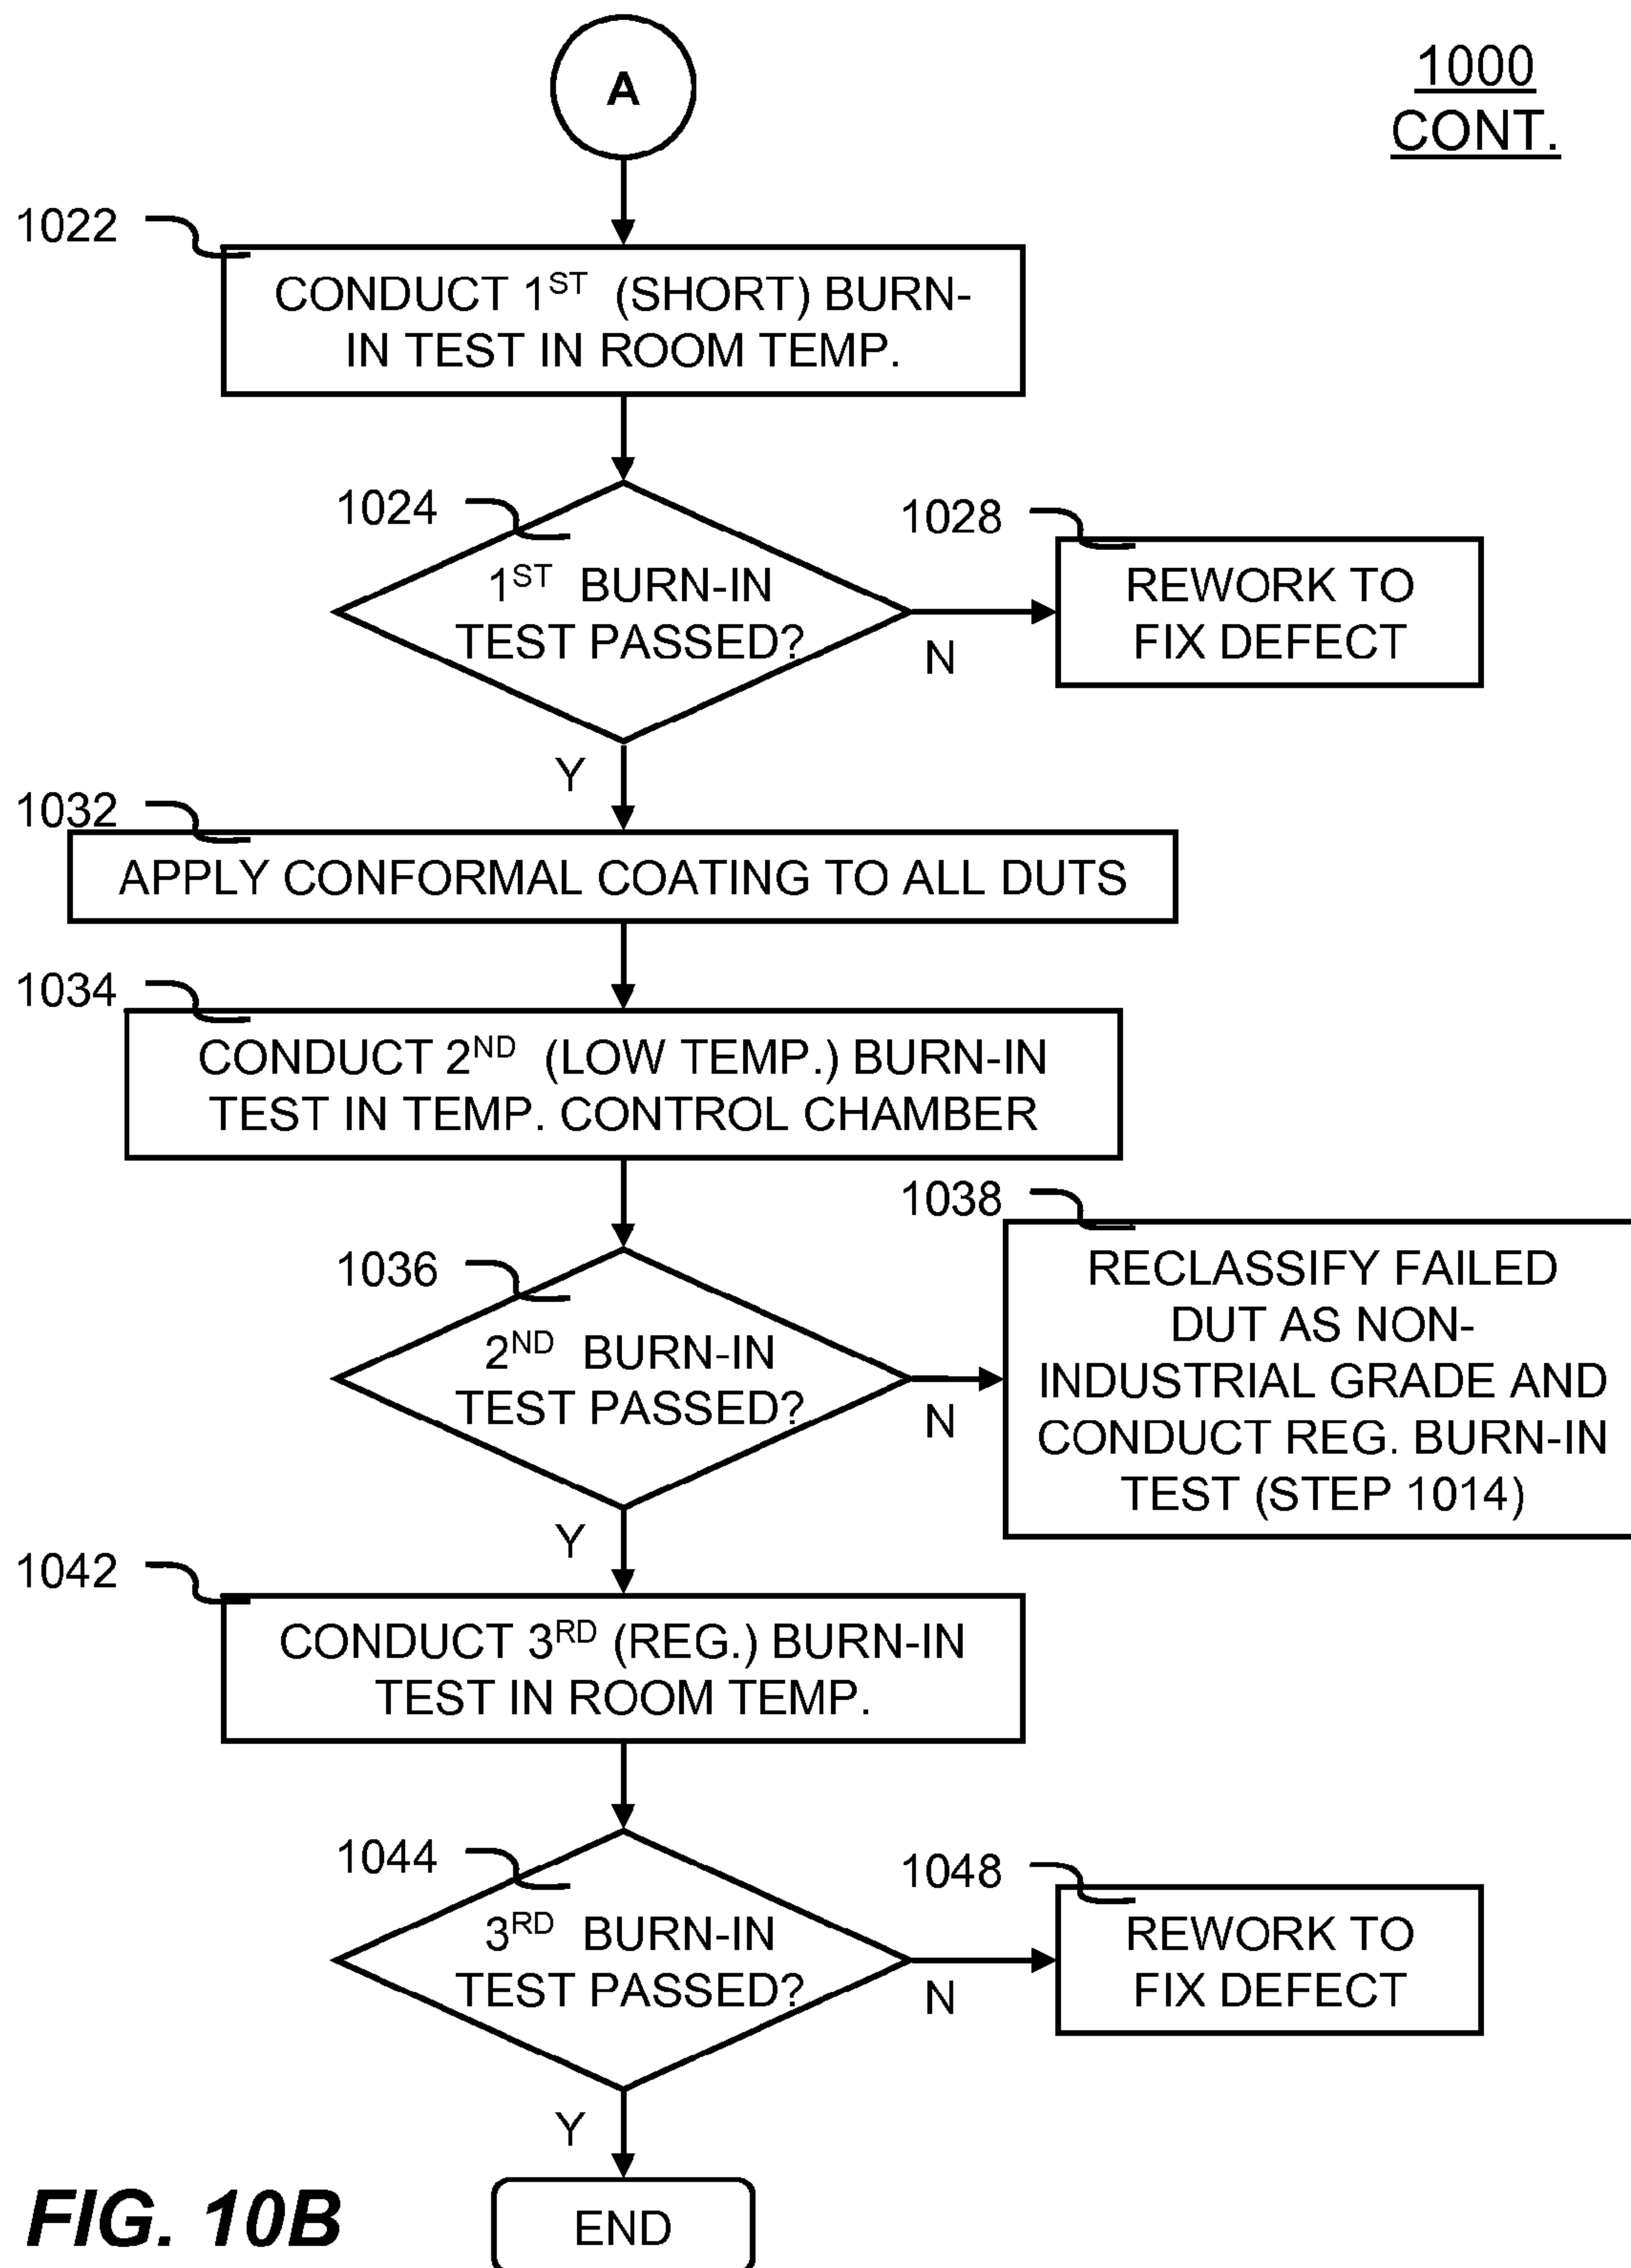 A
1000
CONT.
1022
CONDUCT 1ST (SHORT) BURN-
IN TEST IN ROOM TEMP.
1024
1ST BURN-IN
TEST PASSED?
N
Y
1028
REWORK TO
FIX DEFECT
1032
APPLY CONFORMAL COATING TO ALL DUTS
1034
CONDUCT 2ND (LOW TEMP.) BURN-IN
TEST IN TEMP. CONTROL CHAMBER
1036
2ND BURN-IN
TEST PASSED?
N
Y
1038
RECLASSIFY FAILED
DUT AS NON-
INDUSTRIAL GRADE AND
CONDUCT REG. BURN-IN
TEST (STEP 1014)
1042
CONDUCT 3RD (REG.) BURN-IN
TEST IN ROOM TEMP.
1044
3RD BURN-IN
TEST PASSED?
N
Y
1048
REWORK TO
FIX DEFECT
END
FIG. 10B